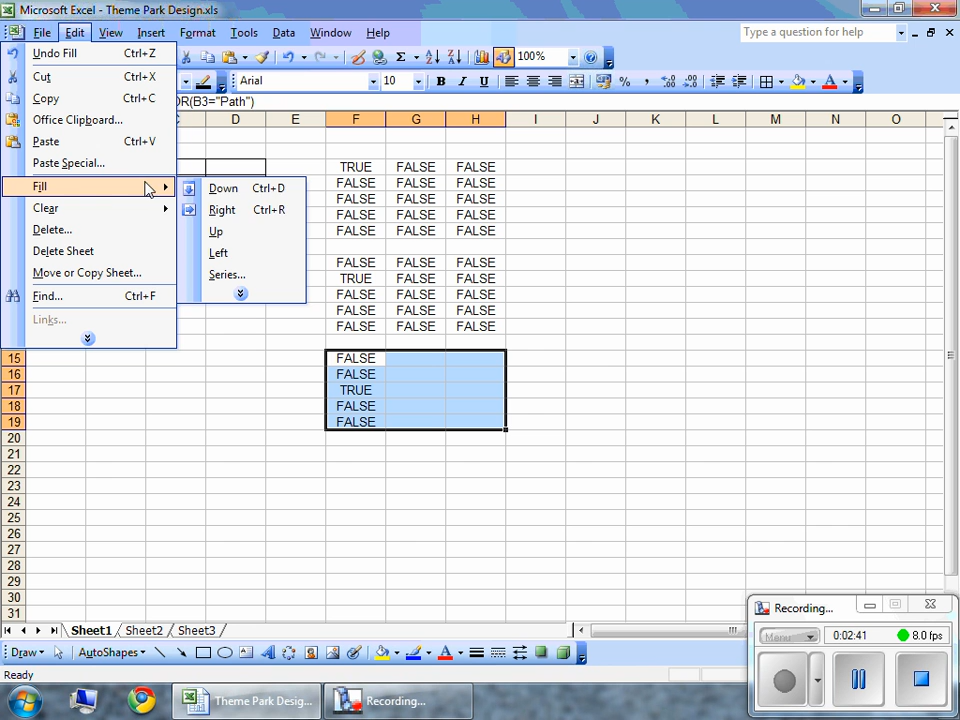 Microsoft Excel - Theme Park Design.xls
File Edit View Insert Format Tools Data Window Help Type a question for help
100%
Arial 10 B I U
OR(B3="Path")
D E F G H I J K L M N O
Undo Fill Ctrl+Z
Cut Ctrl+X
Copy Ctrl+C
Office Clipboard...
Paste Ctrl+V
Paste Special...
Fill
Clear
Delete...
Delete Sheet
Move or Copy Sheet...
Find... Ctrl+F
Links...
Down Ctrl+D
Right Ctrl+R
Up
Left
Series...
TRUE FALSE FALSE
FALSE FALSE FALSE
FALSE FALSE FALSE
FALSE FALSE FALSE
FALSE FALSE FALSE
FALSE FALSE FALSE
TRUE FALSE FALSE
FALSE FALSE FALSE
FALSE FALSE FALSE
FALSE FALSE FALSE
15 FALSE
16 FALSE
17 TRUE
18 FALSE
19 FALSE
20
21
22
23
24
25
26
27
28
29
30
31
Sheet1 Sheet2 Sheet3
Draw AutoShapes
Ready
Recording...
0:02:41 8.0 fps
Theme Park Desig... Recording...